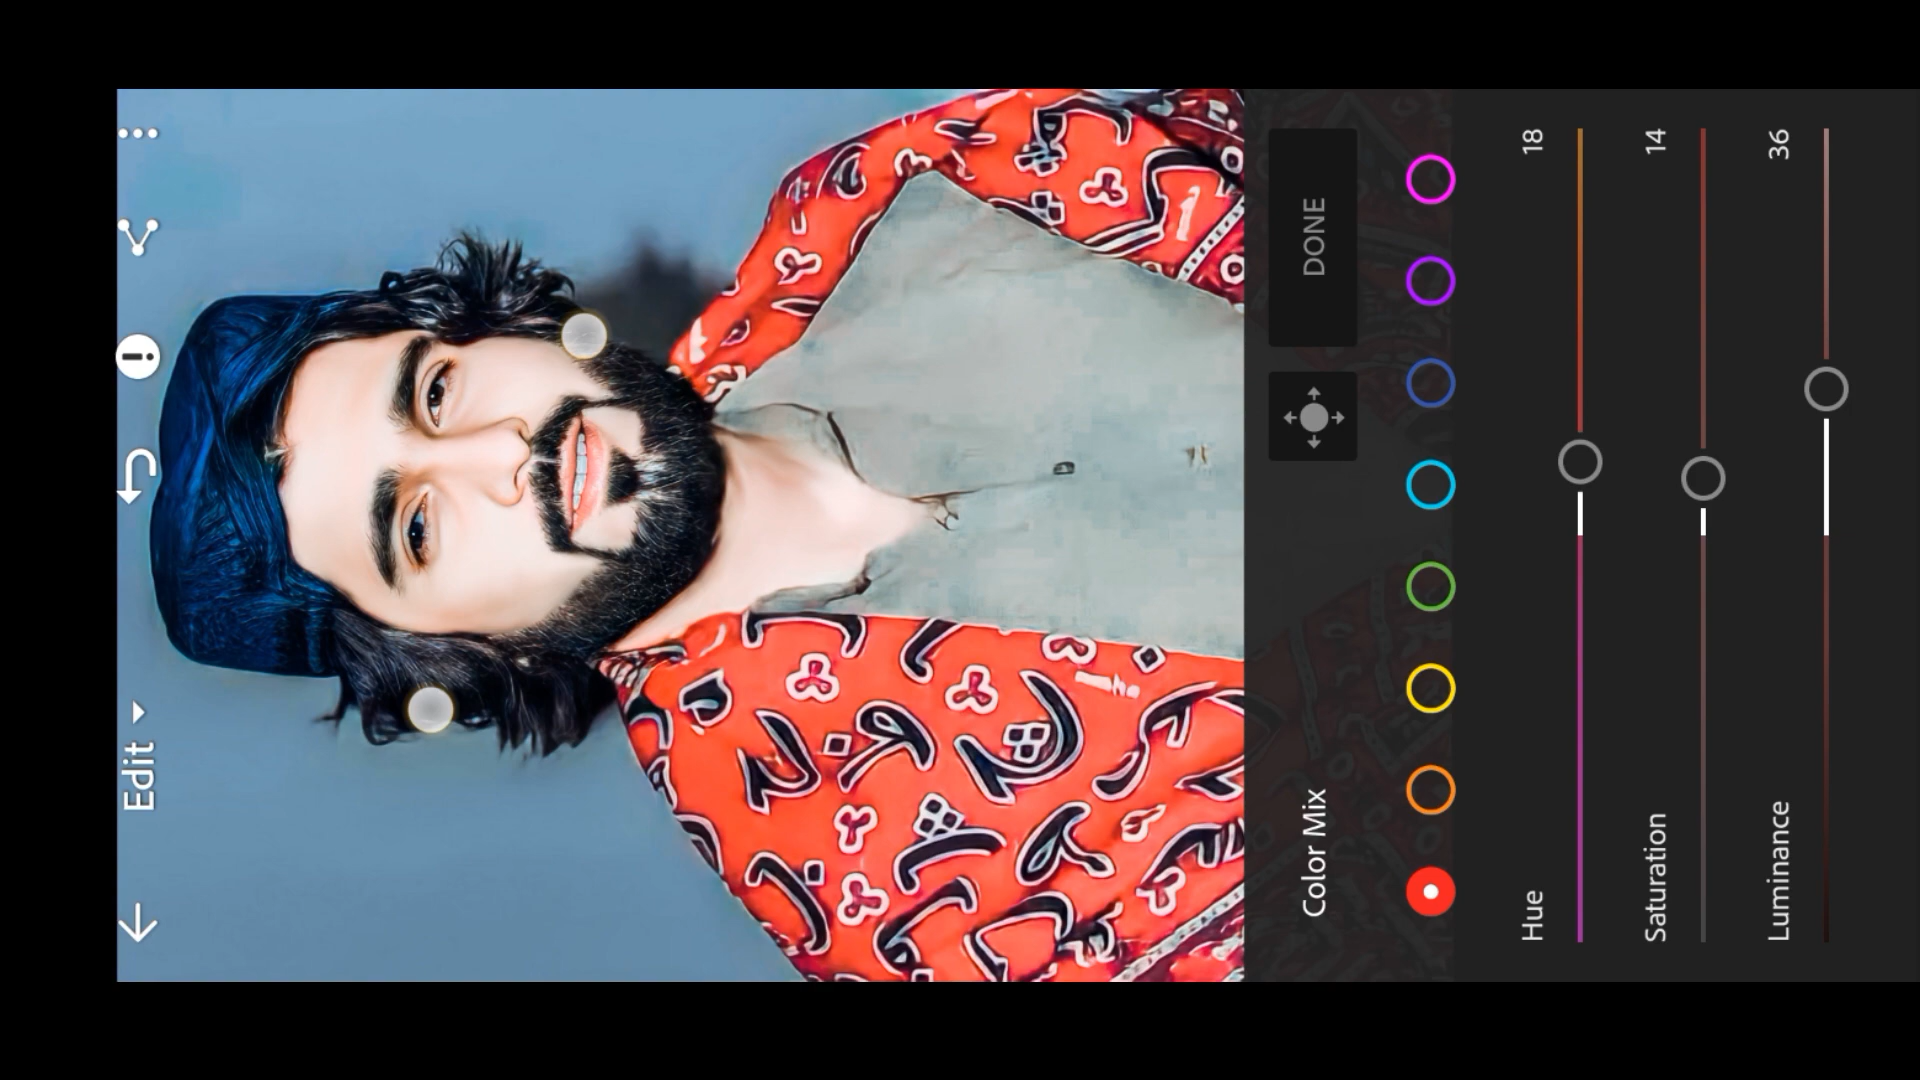 Edit
Color Mix
DONE
Hue 18
Saturation 14
Luminance 36